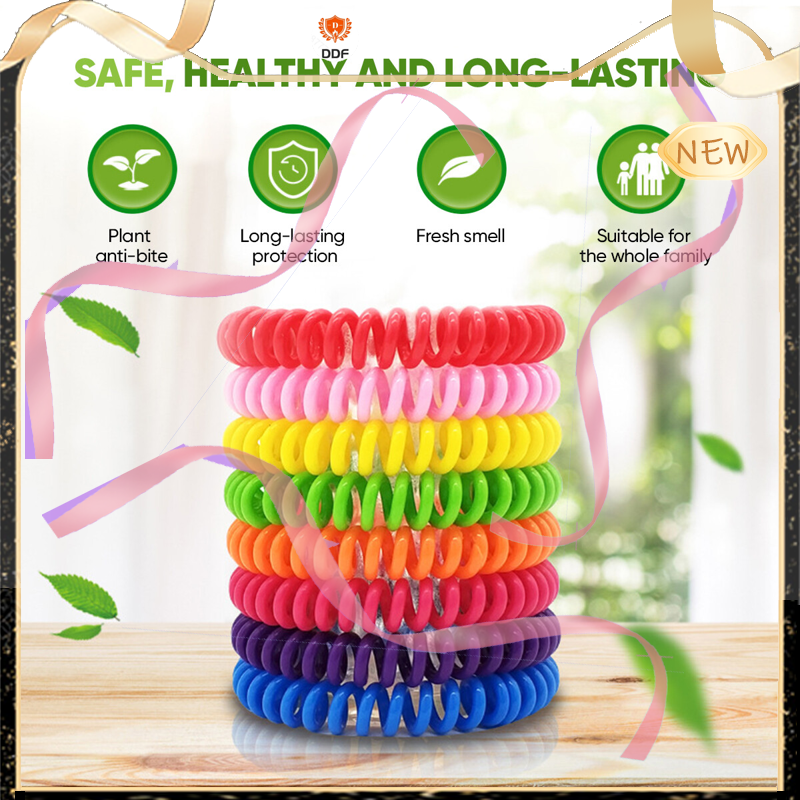 DDF
SAFE, HEALTHY AND LONG-LASTING
NEW
Plant
anti-bite
Long-lasting
protection
Fresh smell
Suitable for
the whole family